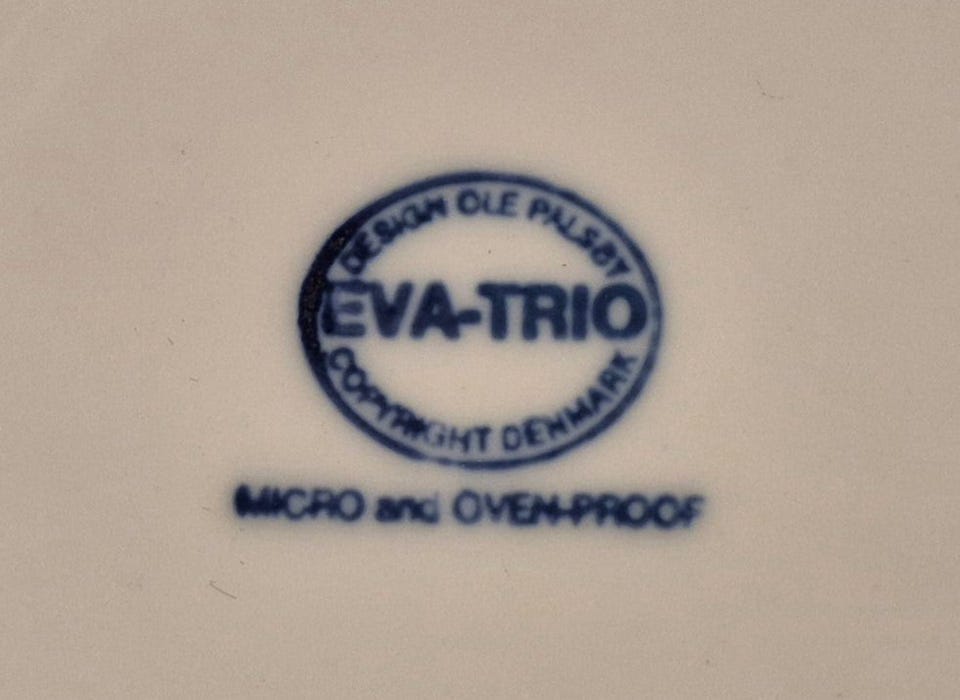 DESIGN OLE PALSBY
EVA-TRIO
COPYRIGHT DENMARK
MICRO and OVEN-PROOF